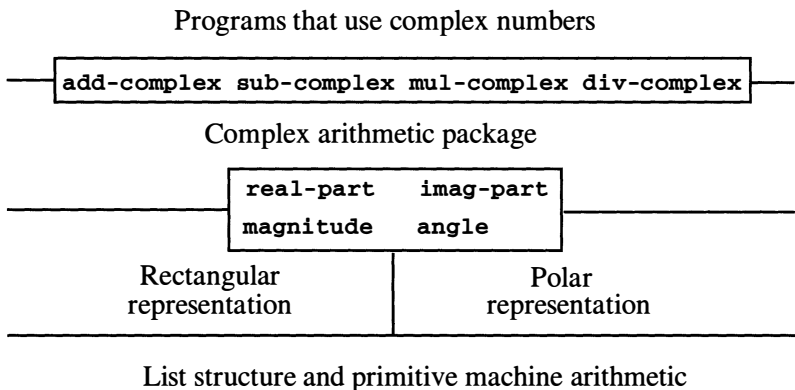 Programs that use complex numbers
add-complex sub-complex mul-complex div-complex
Complex arithmetic package
real-part imag-part
magnitude angle
Rectangular
representation
Polar
representation
List structure and primitive machine arithmetic